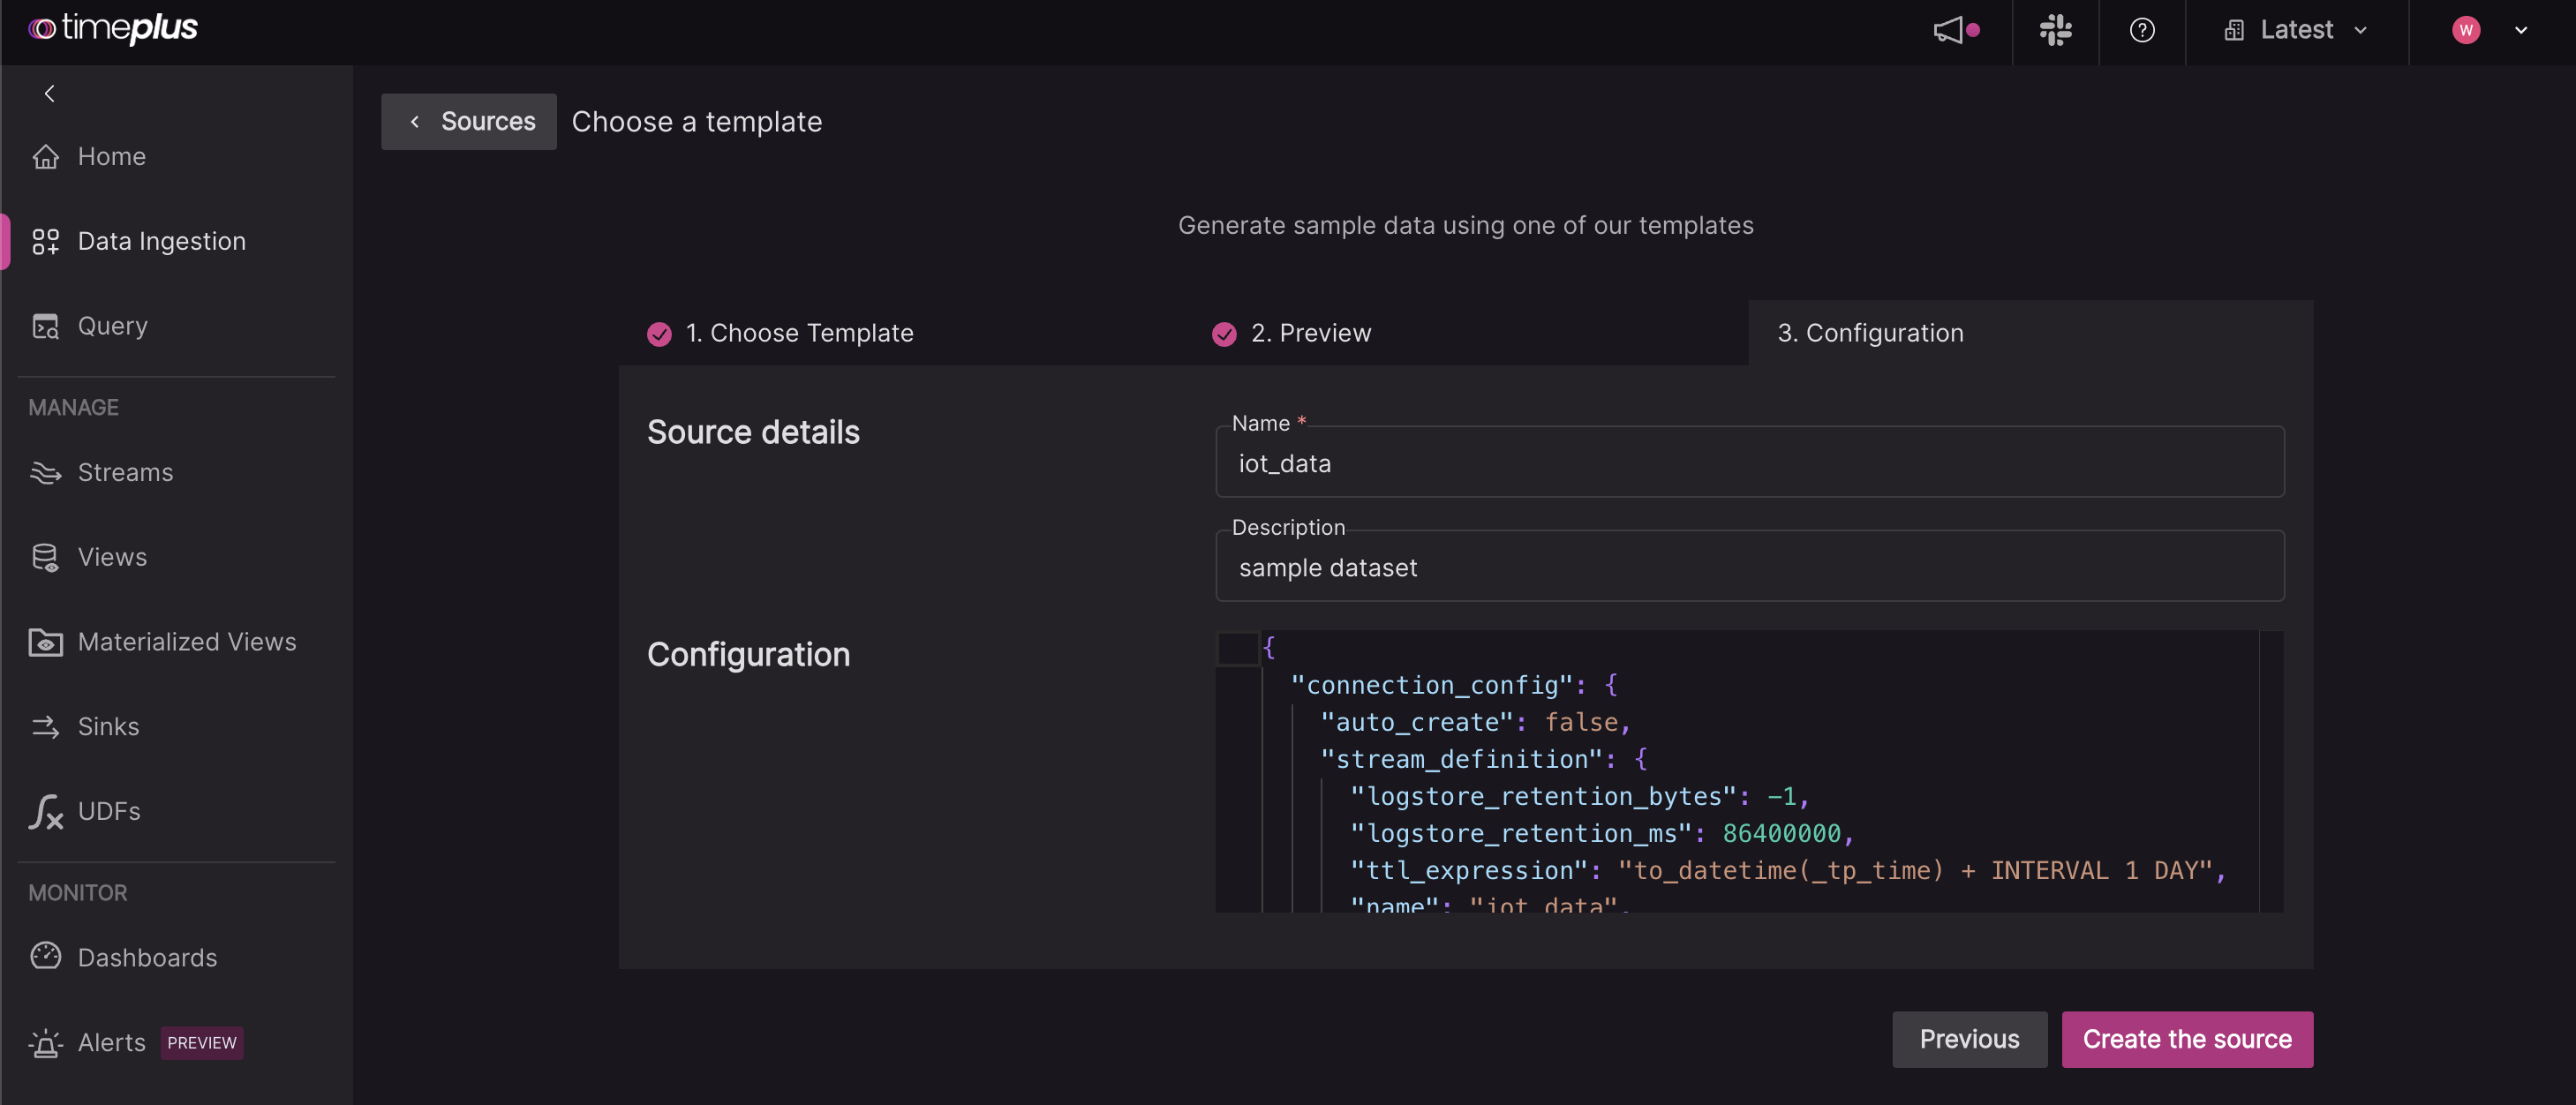 timeplus
Latest
W
Home
Data Ingestion
Query
MANAGE
Streams
Views
Materialized Views
Sinks
UDFs
MONITOR
Dashboards
Alerts PREVIEW
Sources Choose a template
Generate sample data using one of our templates
1. Choose Template
2. Preview
3. Configuration
Source details
Name *
iot_data
Description
sample dataset
Configuration
{
"connection_config": {
"auto_create": false,
"stream_definition": {
"logstore_retention_bytes": -1,
"logstore_retention_ms": 86400000,
"ttl_expression": "to_datetime(_tp_time) + INTERVAL 1 DAY",
"name": "iot_data",
Previous
Create the source